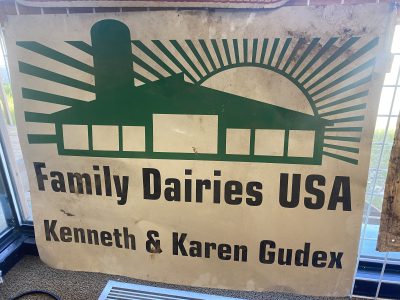 Family Dairies USA
Kenneth & Karen Gudex